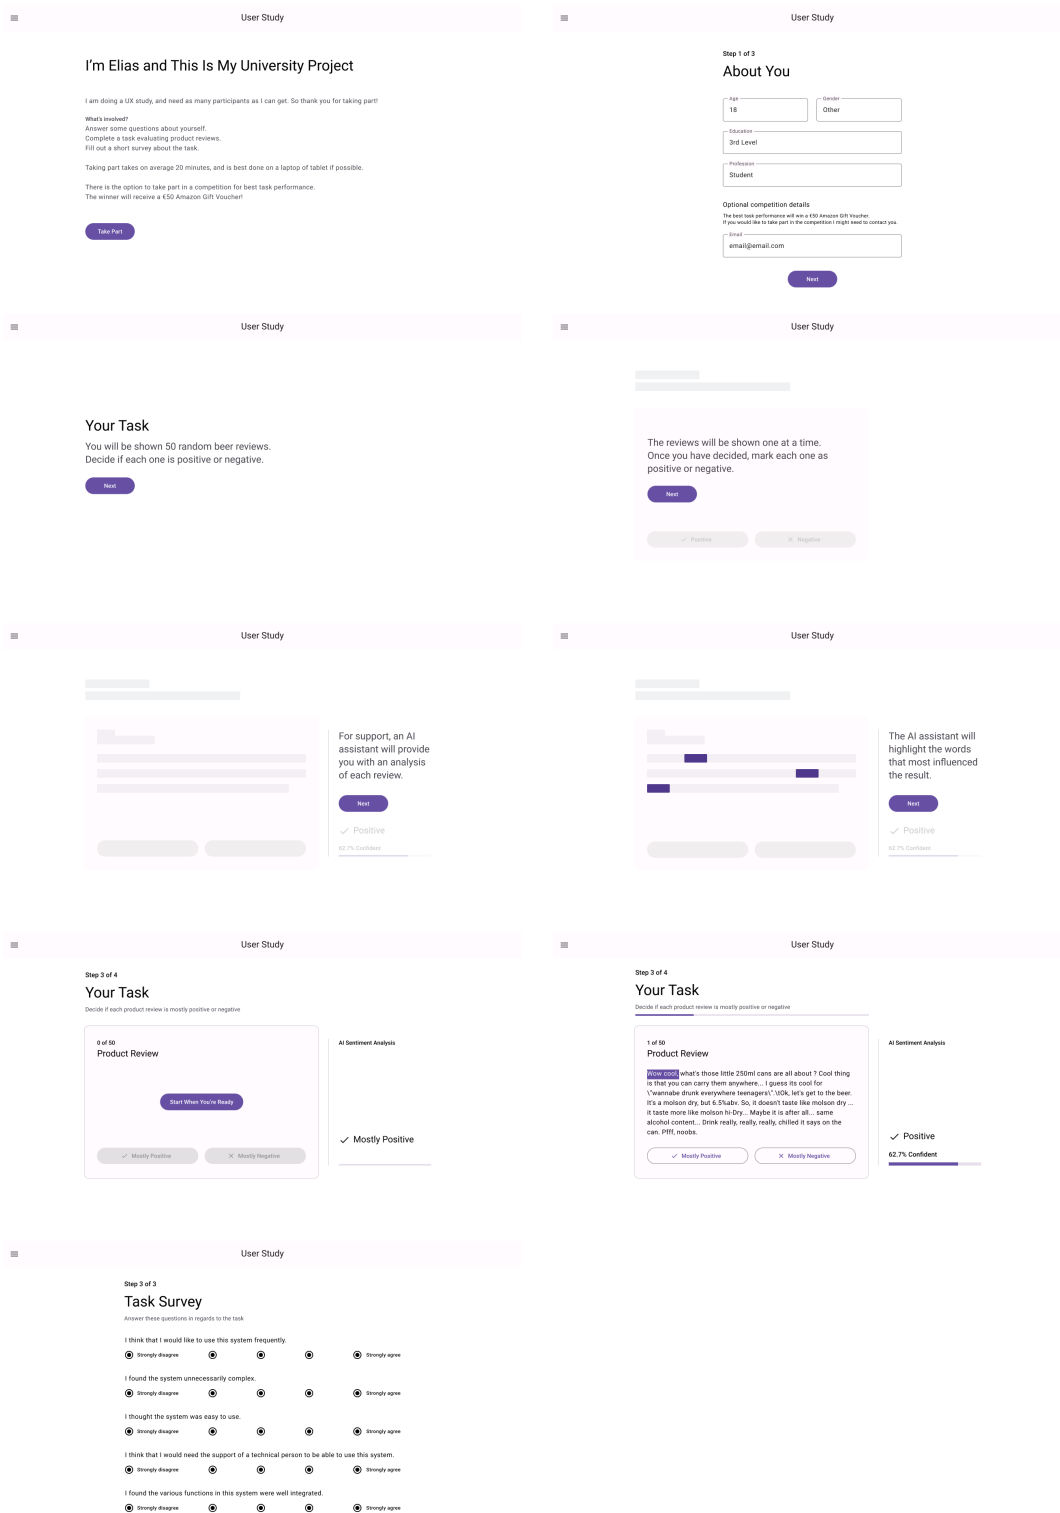 User Study
I'm Elias and This Is My University Project
I am doing a UX study, and need as many participants as I can get. So thank you for taking part!
What's involved?
Answer some questions about yourself.
Complete a task evaluating product reviews.
Fill out a short survey about the task.
Taking part takes on average 20 minutes, and is best done on a laptop of tablet if possible.
There is the option to take part in a competition for best task performance.
The winner will receive a €50 Amazon Gift Voucher!
Take Part
User Study
Step 1 of 3
About You
Age
18
Gender
Other
Education
3rd Level
Profession
Student
Optional competition details
The best task performance will win a €50 Amazon Gift Voucher.
If you would like to take part in the competition I might need to contact you.
Email
email@email.com
Next
User Study
Your Task
You will be shown 50 random beer reviews.
Decide if each one is positive or negative.
Next
User Study
The reviews will be shown one at a time.
Once you have decided, mark each one as
positive or negative.
Next
Positive
Negative
User Study
For support, an AI
assistant will provide
you with an analysis
of each review.
Next
Positive
62.7% Confident
User Study
The AI assistant will
highlight the words
that most influenced
the result.
Next
Positive
62.7% Confident
User Study
Step 3 of 4
Your Task
Decide if each product review is mostly positive or negative
0 of 50
Product Review
Start When You're Ready
Mostly Positive
Mostly Negative
AI Sentiment Analysis
Mostly Positive
User Study
Step 3 of 4
Your Task
Decide if each product review is mostly positive or negative
1 of 50
Product Review
Wow cool, what's those little 250ml cans are all about ? Cool thing
is that you can carry them anywhere... I guess its cool for
\"wannabe drunk everywhere teenagers\".\tOk, let's get to the beer.
It's a molson dry, but 6.5%abv. So, it doesn't taste like molson dry ...
it taste more like molson hi-Dry... Maybe it is after all... same
alcohol content... Drink really, really, really, chilled it says on the
can. Pfff, noobs.
Mostly Positive
Mostly Negative
AI Sentiment Analysis
Positive
62.7% Confident
User Study
Step 3 of 3
Task Survey
Answer these questions in regards to the task
I think that I would like to use this system frequently.
Strongly disagree
Strongly agree
I found the system unnecessarily complex.
Strongly disagree
Strongly agree
I thought the system was easy to use.
Strongly disagree
Strongly agree
I think that I would need the support of a technical person to be able to use this system.
Strongly disagree
Strongly agree
I found the various functions in this system were well integrated.
Strongly disagree
Strongly agree